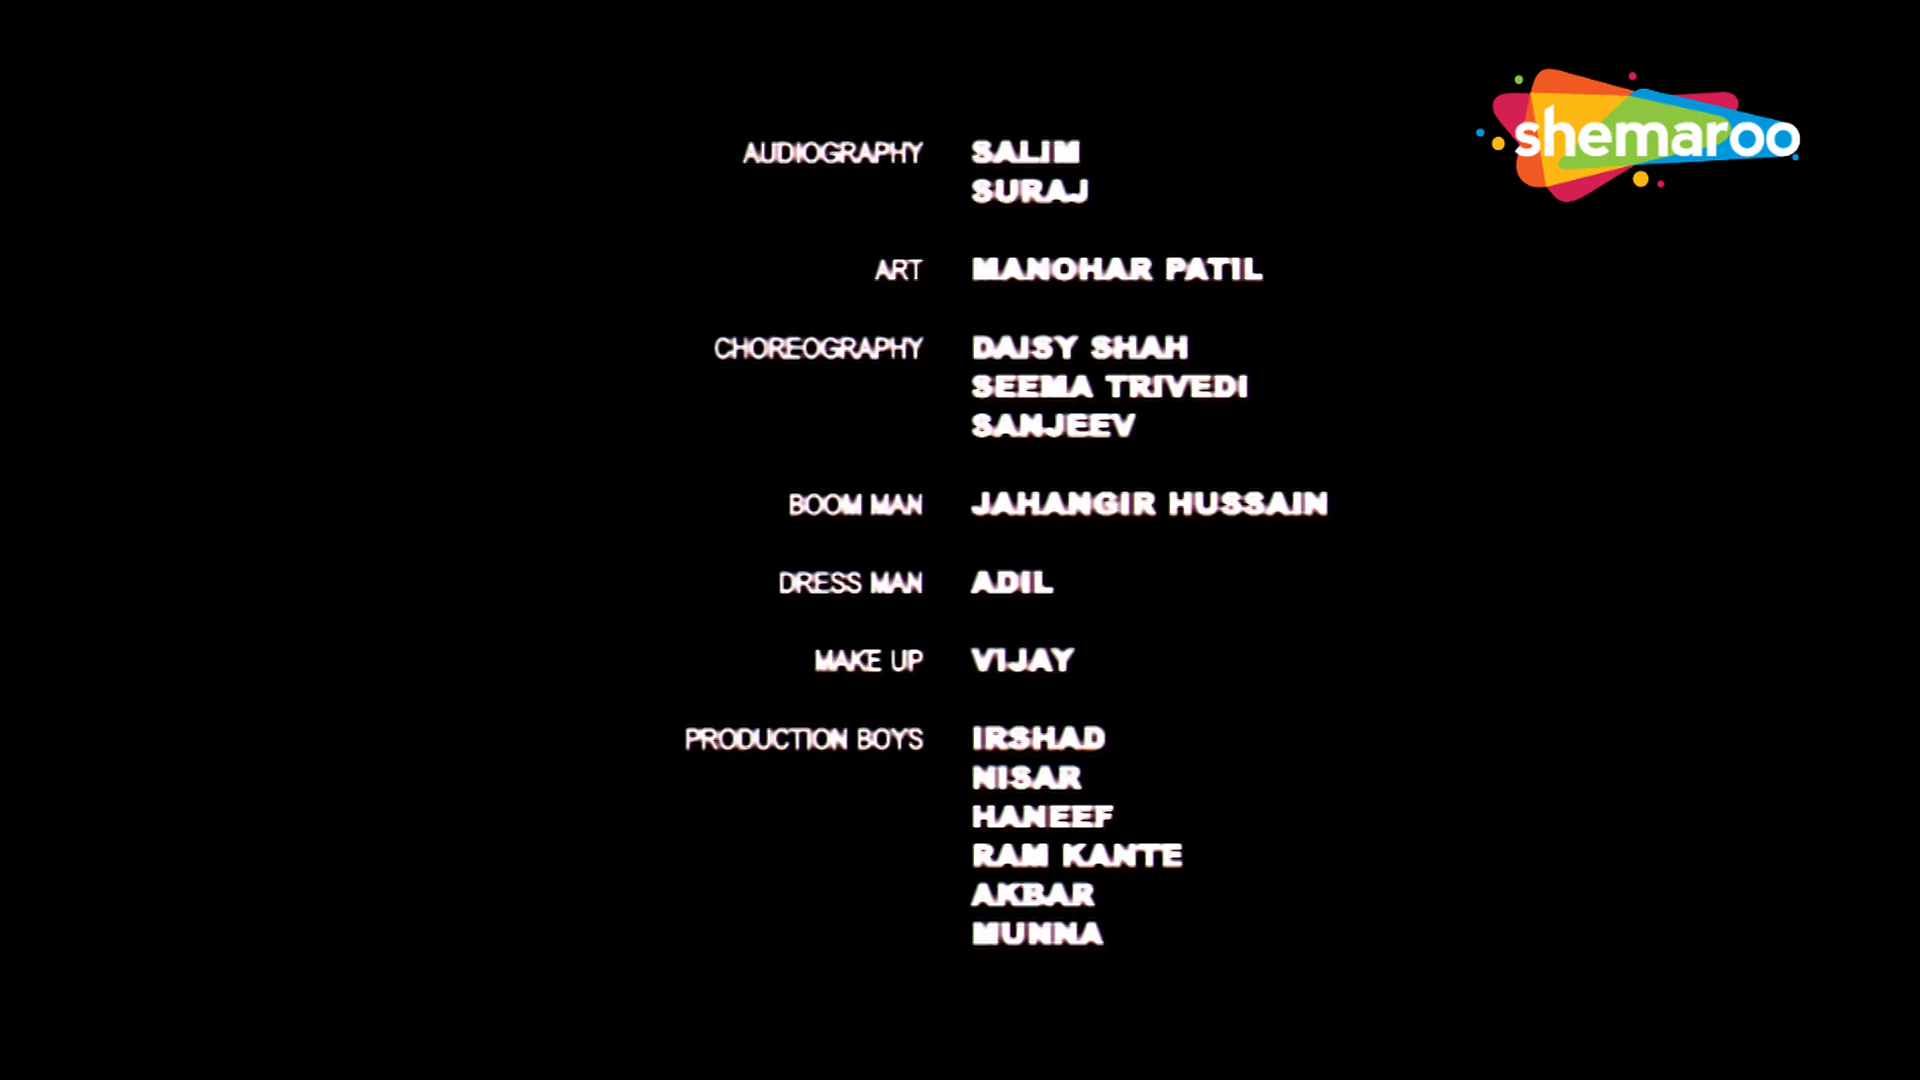 shemaroo
AUDIOGRAPHY SALIM
SURAJ
ART MANOHAR PATIL
CHOREOGRAPHY DAISY SHAH
SEEMA TRIVEDI
SANJEEV
BOOM MAN JAHANGIR HUSSAIN
DRESS MAN ADIL
MAKE UP VIJAY
PRODUCTION BOYS IRSHAD
NISAR
HANEEF
RAM KANTE
AKBAR
MUNNA